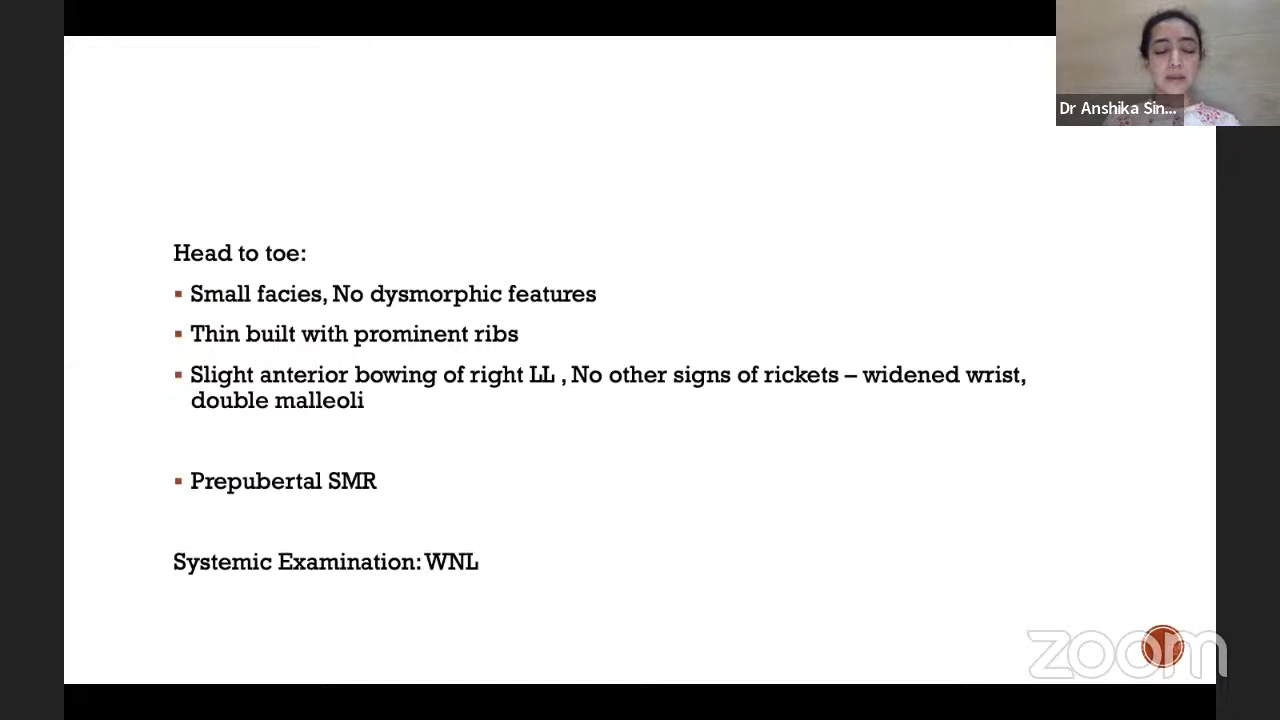 Dr Anshika Sin...
Head to toe:
▪ Small facies, No dysmorphic features
▪ Thin built with prominent ribs
▪ Slight anterior bowing of right LL , No other signs of rickets – widened wrist,
double malleoli
▪ Prepubertal SMR
Systemic Examination: WNL
zoom